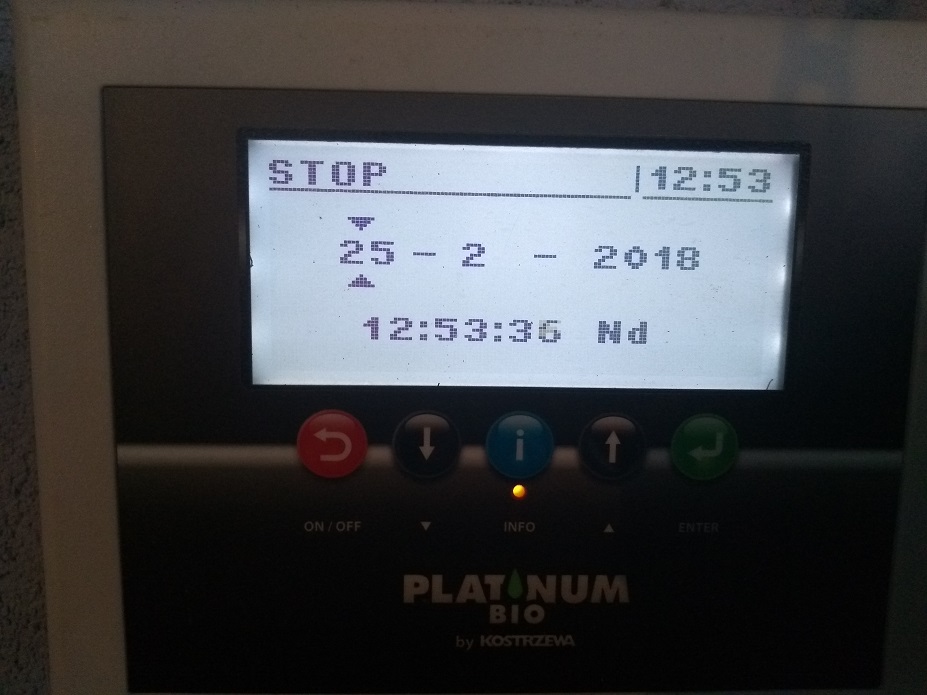 STOP |12:53
25 - 2 - 2018
12:53:36 Nd
i
ON / OFF ▼ INFO ▲ ENTER
PLATINUM
BIO
by KOSTRZEWA